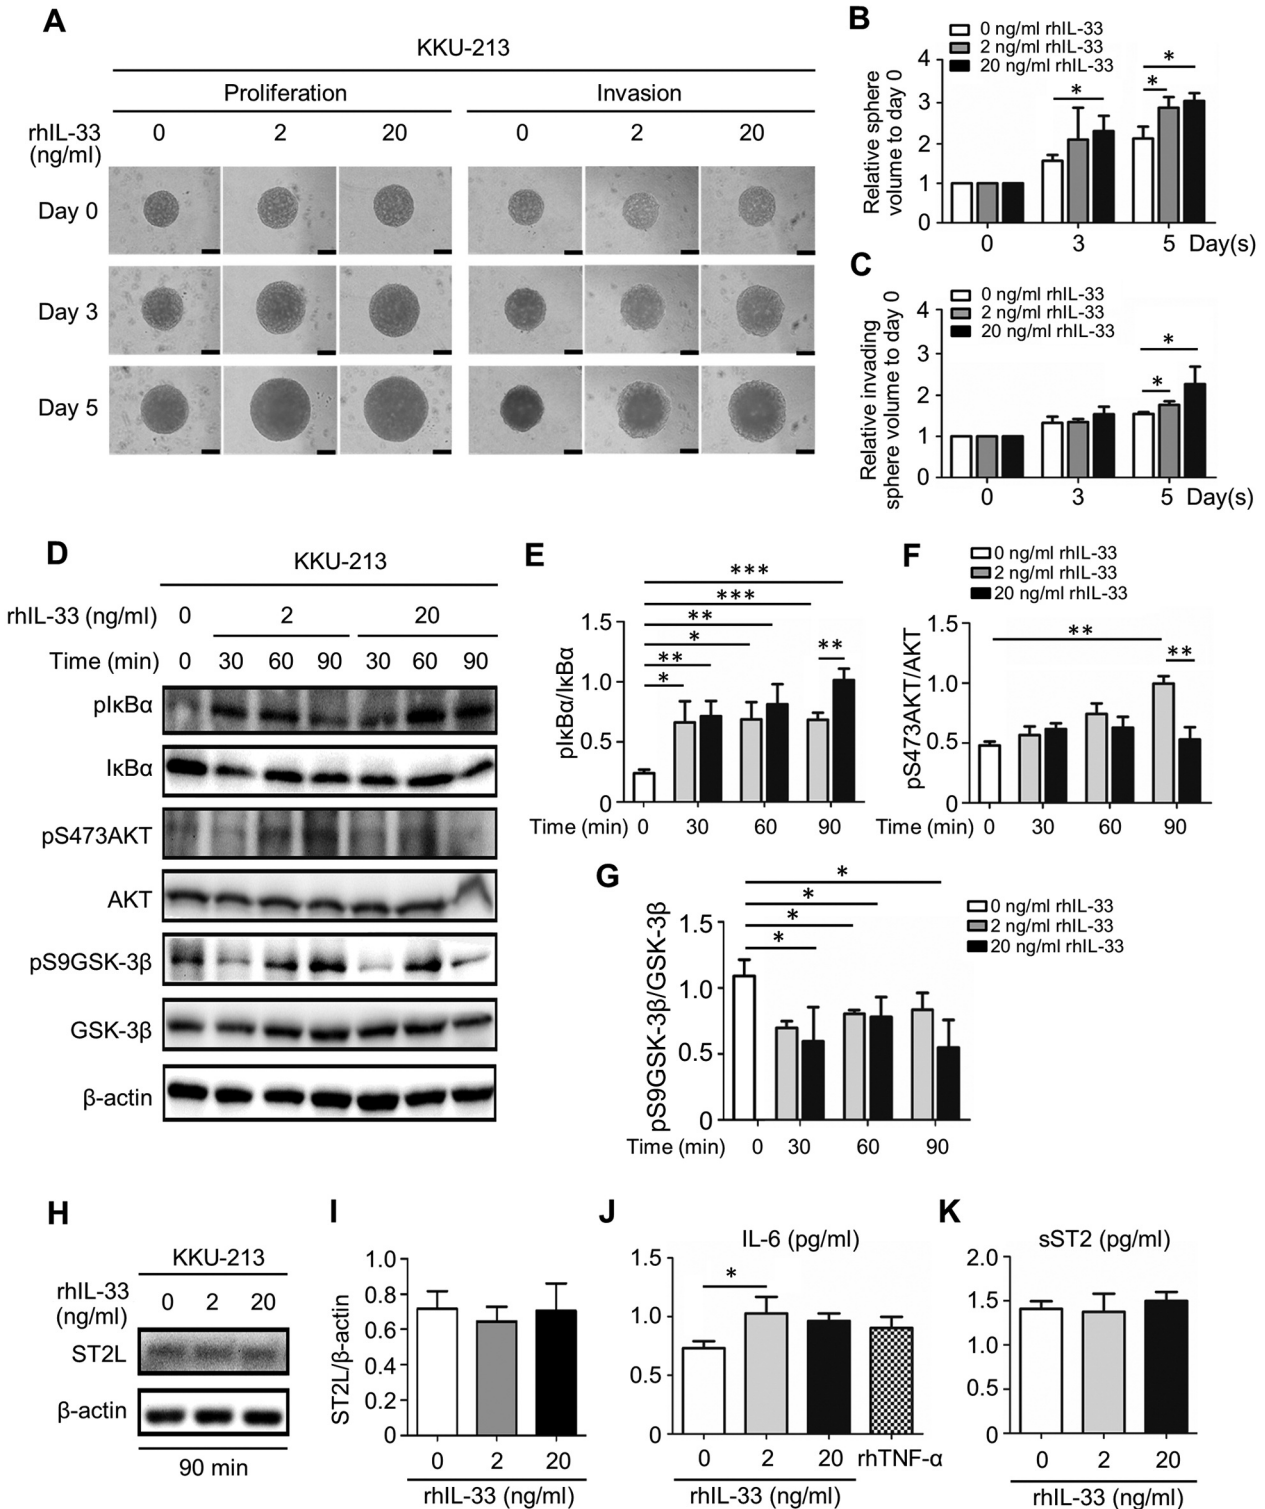 A
KKU-213
Proliferation
Invasion
rhIL-33
(ng/ml)
0 2 20 0 2 20
Day 0
Day 3
Day 5
B
0 ng/ml rhIL-33
2 ng/ml rhIL-33
20 ng/ml rhIL-33
Relative sphere
volume to day 0
4
3
2
1
0
*
*
*
0 3 5 Day(s)
C
0 ng/ml rhIL-33
2 ng/ml rhIL-33
20 ng/ml rhIL-33
Relative invading
sphere volume to day 0
4
3
2
1
0
*
*
0 3 5 Day(s)
D
KKU-213
rhIL-33 (ng/ml) 0 2 20
Time (min) 0 30 60 90 30 60 90
pIκBα
IκBα
pS473AKT
AKT
pS9GSK-3β
GSK-3β
β-actin
E
pIκBα/IκBα
1.5
1.0
0.5
0
***
***
**
*
**
*
**
Time (min) 0 30 60 90
F
0 ng/ml rhIL-33
2 ng/ml rhIL-33
20 ng/ml rhIL-33
pS473AKT/AKT
1.5
1.0
0.5
0
**
**
Time (min) 0 30 60 90
G
0 ng/ml rhIL-33
2 ng/ml rhIL-33
20 ng/ml rhIL-33
pS9GSK-3β/GSK-3β
1.5
1.0
0.5
0
*
*
*
*
Time (min) 0 30 60 90
H
KKU-213
rhIL-33
(ng/ml)
0 2 20
ST2L
β-actin
90 min
I
ST2L/β-actin
1.0
0.8
0.6
0.4
0.2
0
0 2 20
rhIL-33 (ng/ml)
J
IL-6 (pg/ml)
1.5
1.0
0.5
0
*
0 2 20 rhTNF-α
rhIL-33 (ng/ml)
K
sST2 (pg/ml)
2.0
1.5
1.0
0.5
0
0 2 20
rhIL-33 (ng/ml)